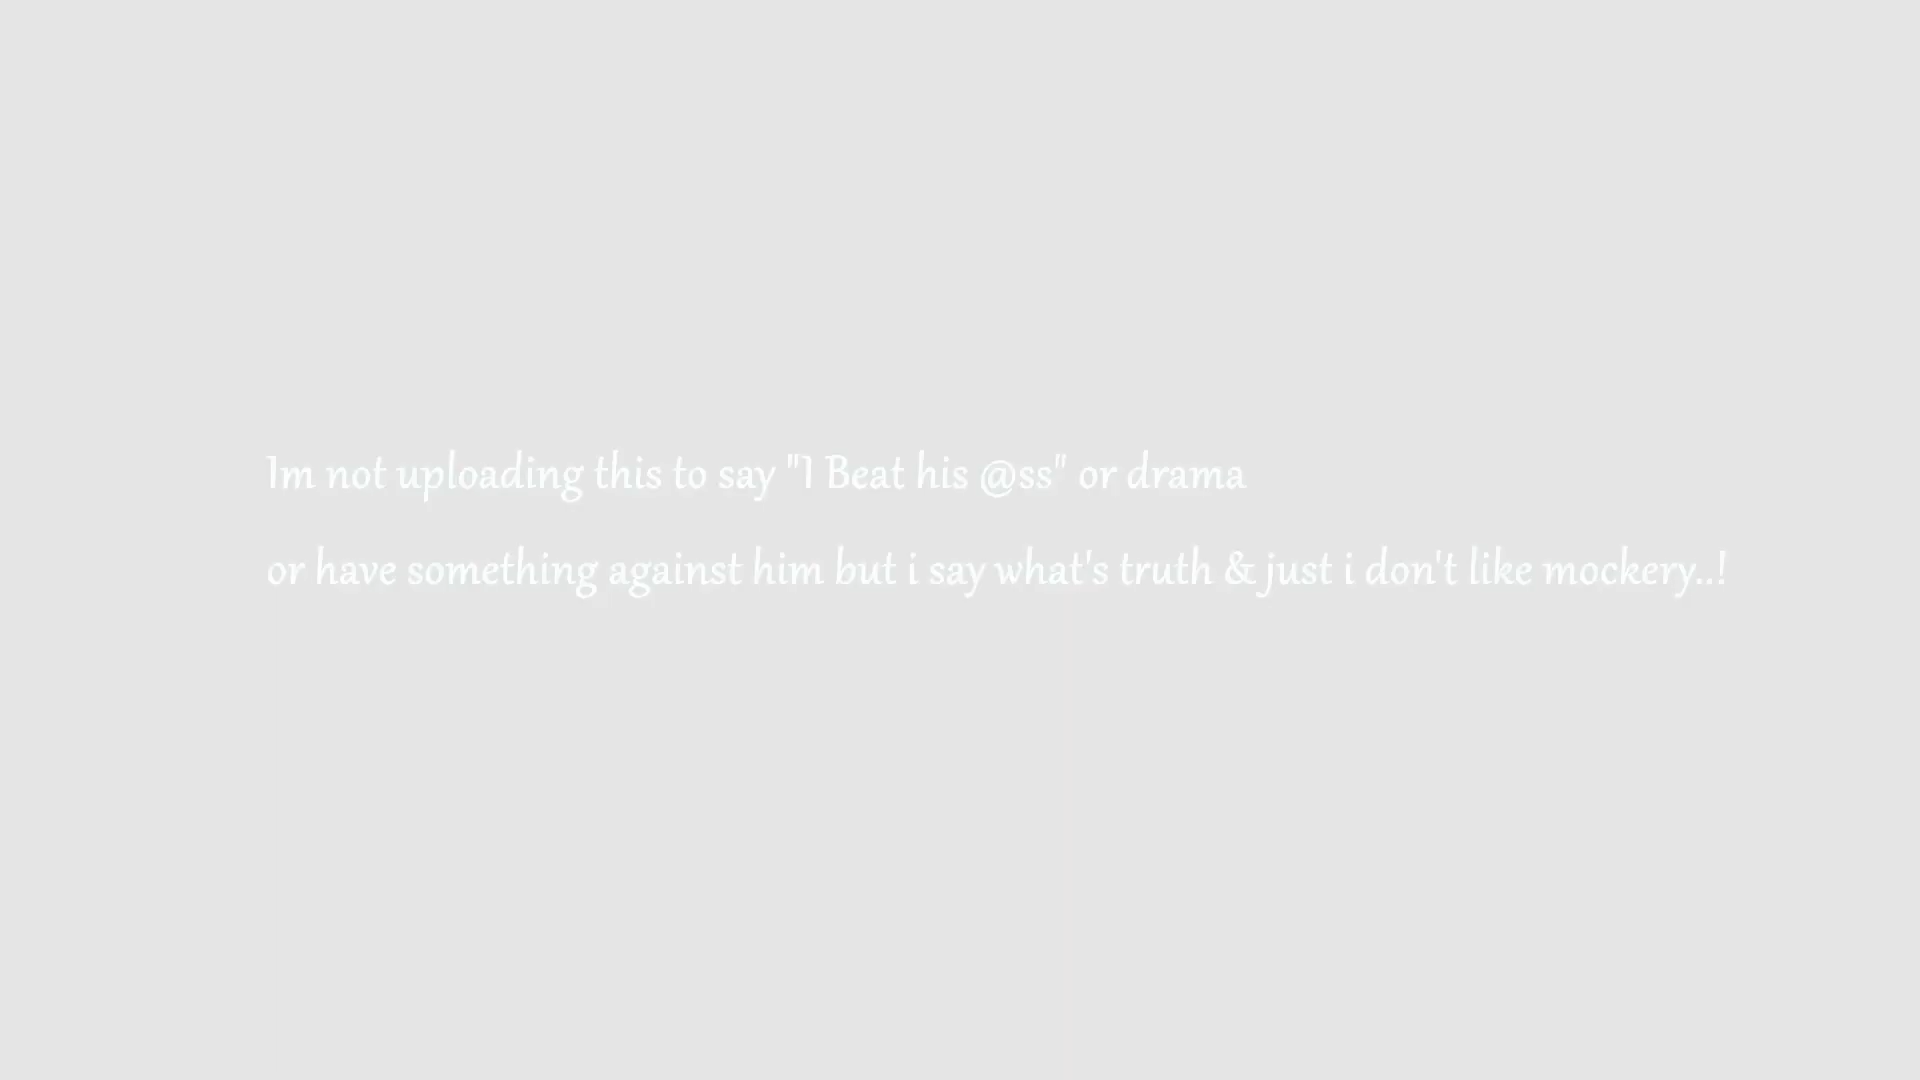 Im not uploading this to say "I Beat his @ss" or drama
or have something against him but i say what's truth & just i don't like mockery..!